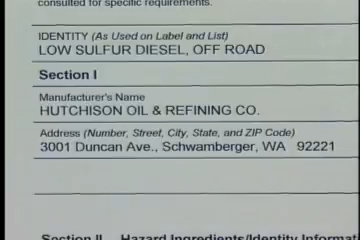 consulted for specific requirements.
IDENTITY (As Used on Label and List)
LOW SULFUR DIESEL, OFF ROAD
Section I
Manufacturer's Name
HUTCHISON OIL & REFINING CO.
Address (Number, Street, City, State, and ZIP Code)
3001 Duncan Ave., Schwamberger, WA 92221
Section II Hazard Ingredients/Identity Informat